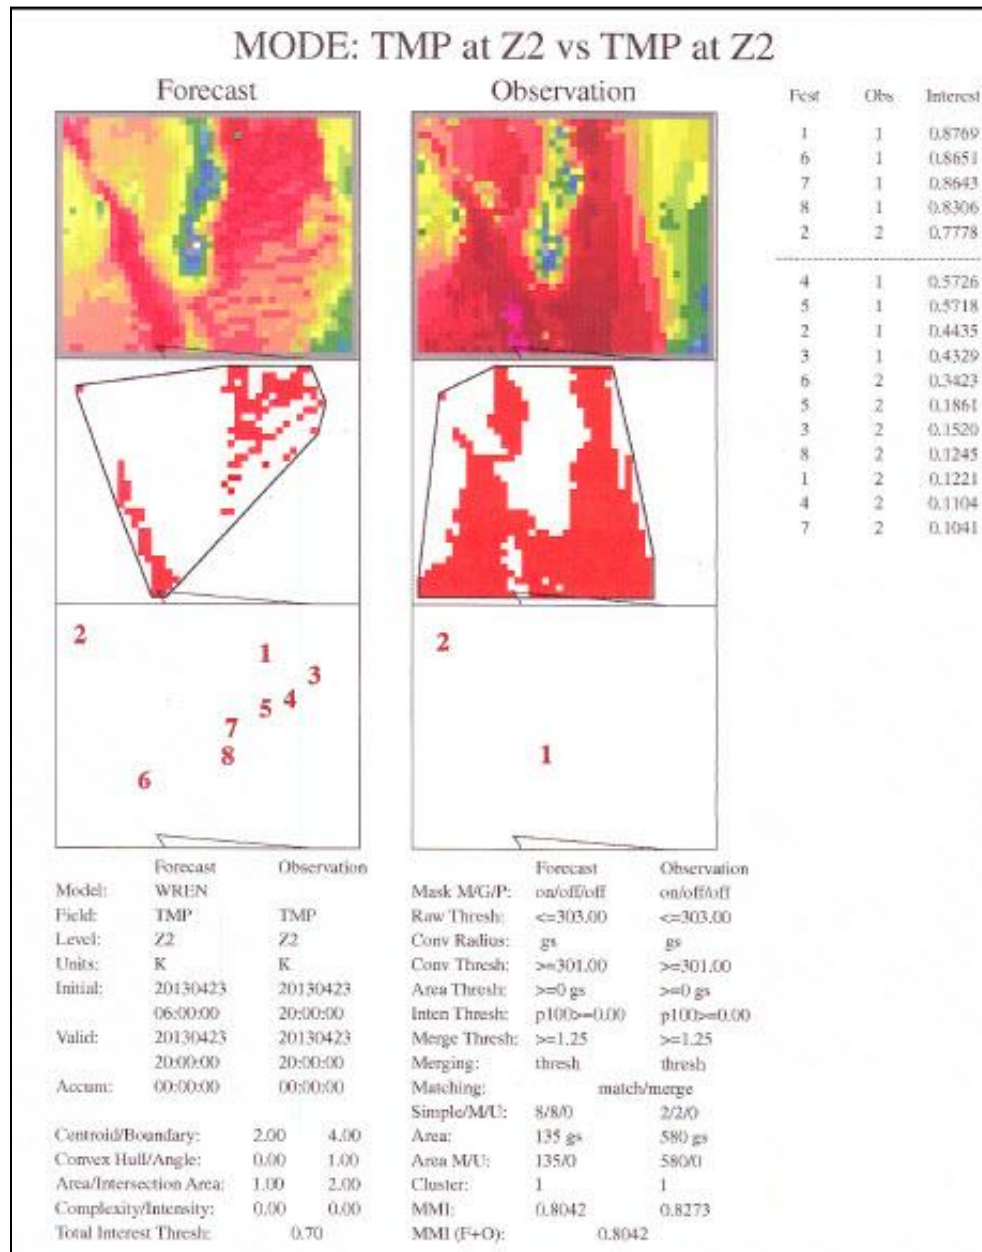 MODE: TMP at Z2 vs TMP at Z2
Forecast Observation
Fcst Obs Interest
1 1 0.8769
6 1 0.8651
7 1 0.8643
8 1 0.8306
2 2 0.7778
4 1 0.5726
5 1 0.5718
2 1 0.4435
3 1 0.4329
6 2 0.3423
5 2 0.1861
3 2 0.1520
8 2 0.1245
1 2 0.1221
4 2 0.1104
7 2 0.1041
2
1
3
4
5
7
8
6
2
1
Forecast Observation
Model: WREN
Field: TMP TMP
Level: Z2 Z2
Units: K K
Initial: 20130423 20130423
06:00:00 20:00:00
Valid: 20130423 20130423
20:00:00 20:00:00
Accum: 00:00:00 00:00:00
Centroid/Boundary: 2.00 4.00
Convex Hull/Angle: 0.00 1.00
Area/Intersection Area: 1.00 2.00
Complexity/Intensity: 0.00 0.00
Total Interest Thresh: 0.70
Forecast Observation
Mask M/G/P: on/off/off on/off/off
Raw Thresh: <=303.00 <=303.00
Conv Radius: gs gs
Conv Thresh: >=301.00 >=301.00
Area Thresh: >=0 gs >=0 gs
Inten Thresh: p100>=0.00 p100>=0.00
Merge Thresh: >=1.25 >=1.25
Merging: thresh thresh
Matching: match/merge
Simple/M/U: 8/8/0 2/2/0
Area: 135 gs 580 gs
Area M/U: 135/0 580/0
Cluster: 1 1
MMI: 0.8042 0.8273
MMI (F+O): 0.8042